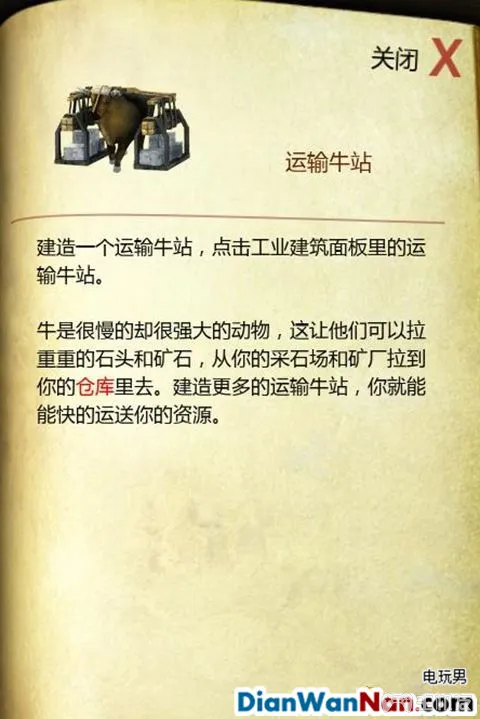 关闭 X
运输牛站
建造一个运输牛站，点击工业建筑面板里的运
输牛站。
牛是很慢的却很强大的动物，这让他们可以拉
重重的石头和矿石，从你的采石场和矿厂拉到
你的仓库里去。建造更多的运输牛站，你就能
能快的运送你的资源。
电玩男
DianWanNan.com